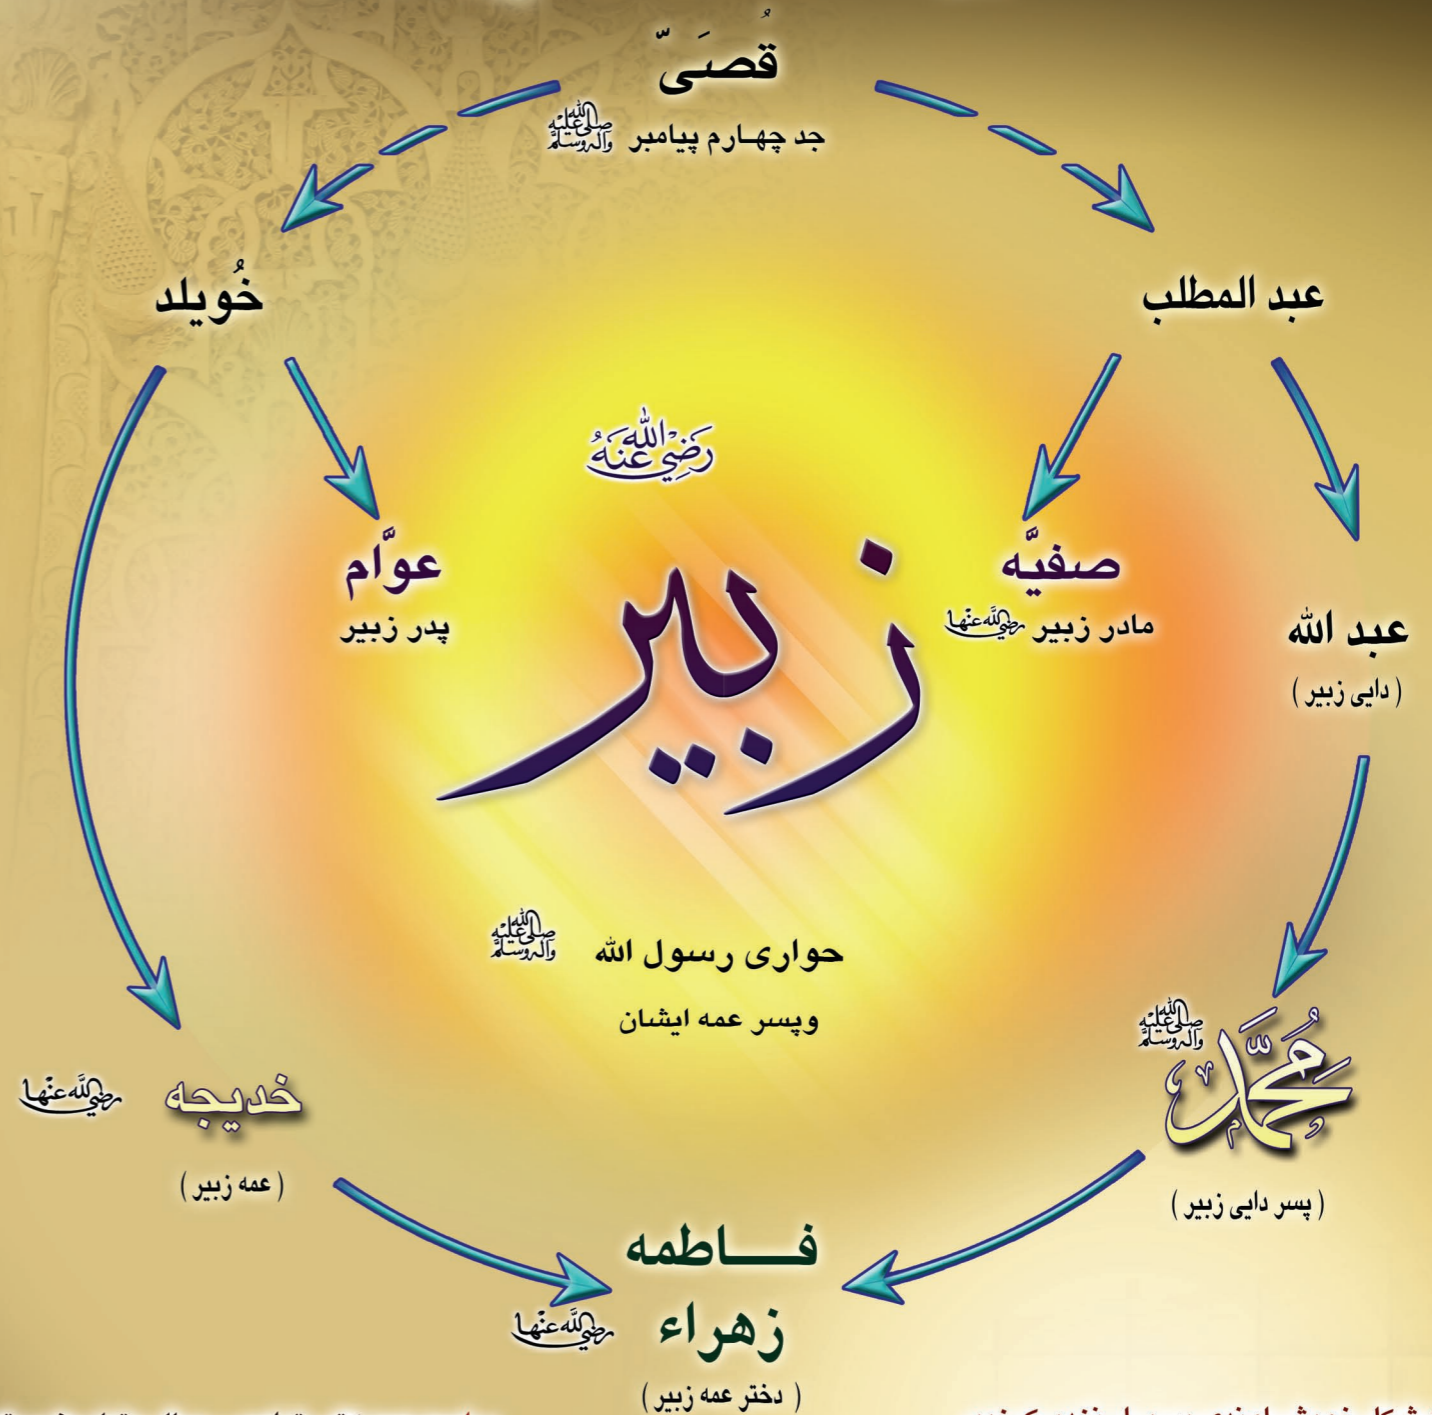 قُصَىّ
جد چهارم پیامبر صلی الله علیه وآله وسلم
عبد المطلب
خُویلد
رَضِيَ اللهُ عَنهُ
صفیَّه
مادر زبیر رضی الله عنها
عوَّام
پدر زبیر
عبد الله
( دایی زبیر )
زبیر
حواری رسول الله صلی الله علیه وآله وسلم
وپسر عمه ایشان
صلی الله علیه وآله وسلم
مُحَمَّد
( پسر دایی زبیر )
خدیجه رضی الله عنها
( عمه زبیر )
فــاطمه
زهراء رضی الله عنها
( دختر عمه زبیر )